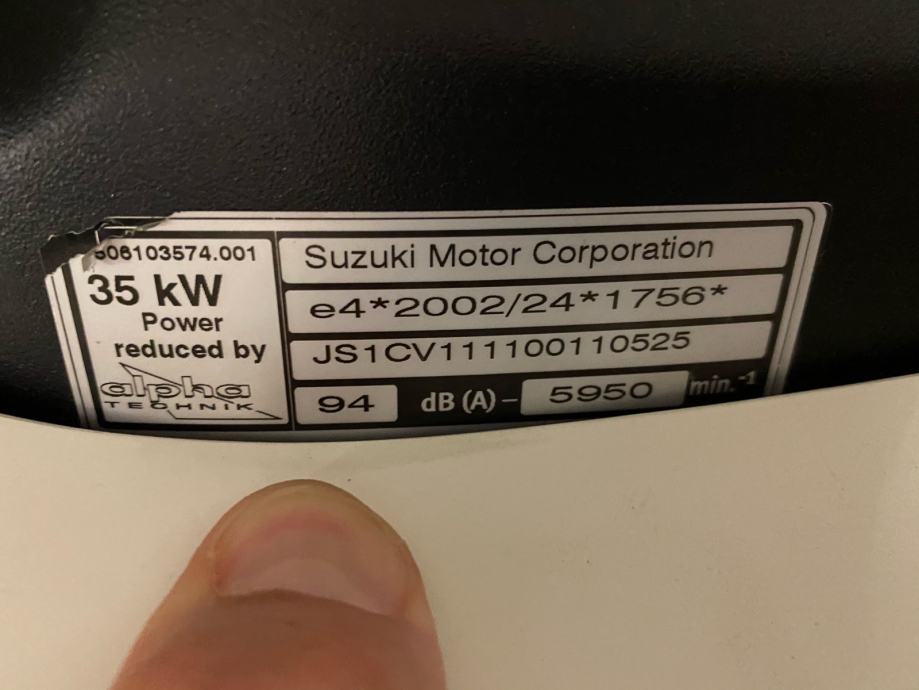 506103574.001
35 kW
Power
reduced by
alpha
TECHNIK
Suzuki Motor Corporation
e4*2002/24*1756*
JS1CV111100110525
94 dB (A) – 5950 min.-1